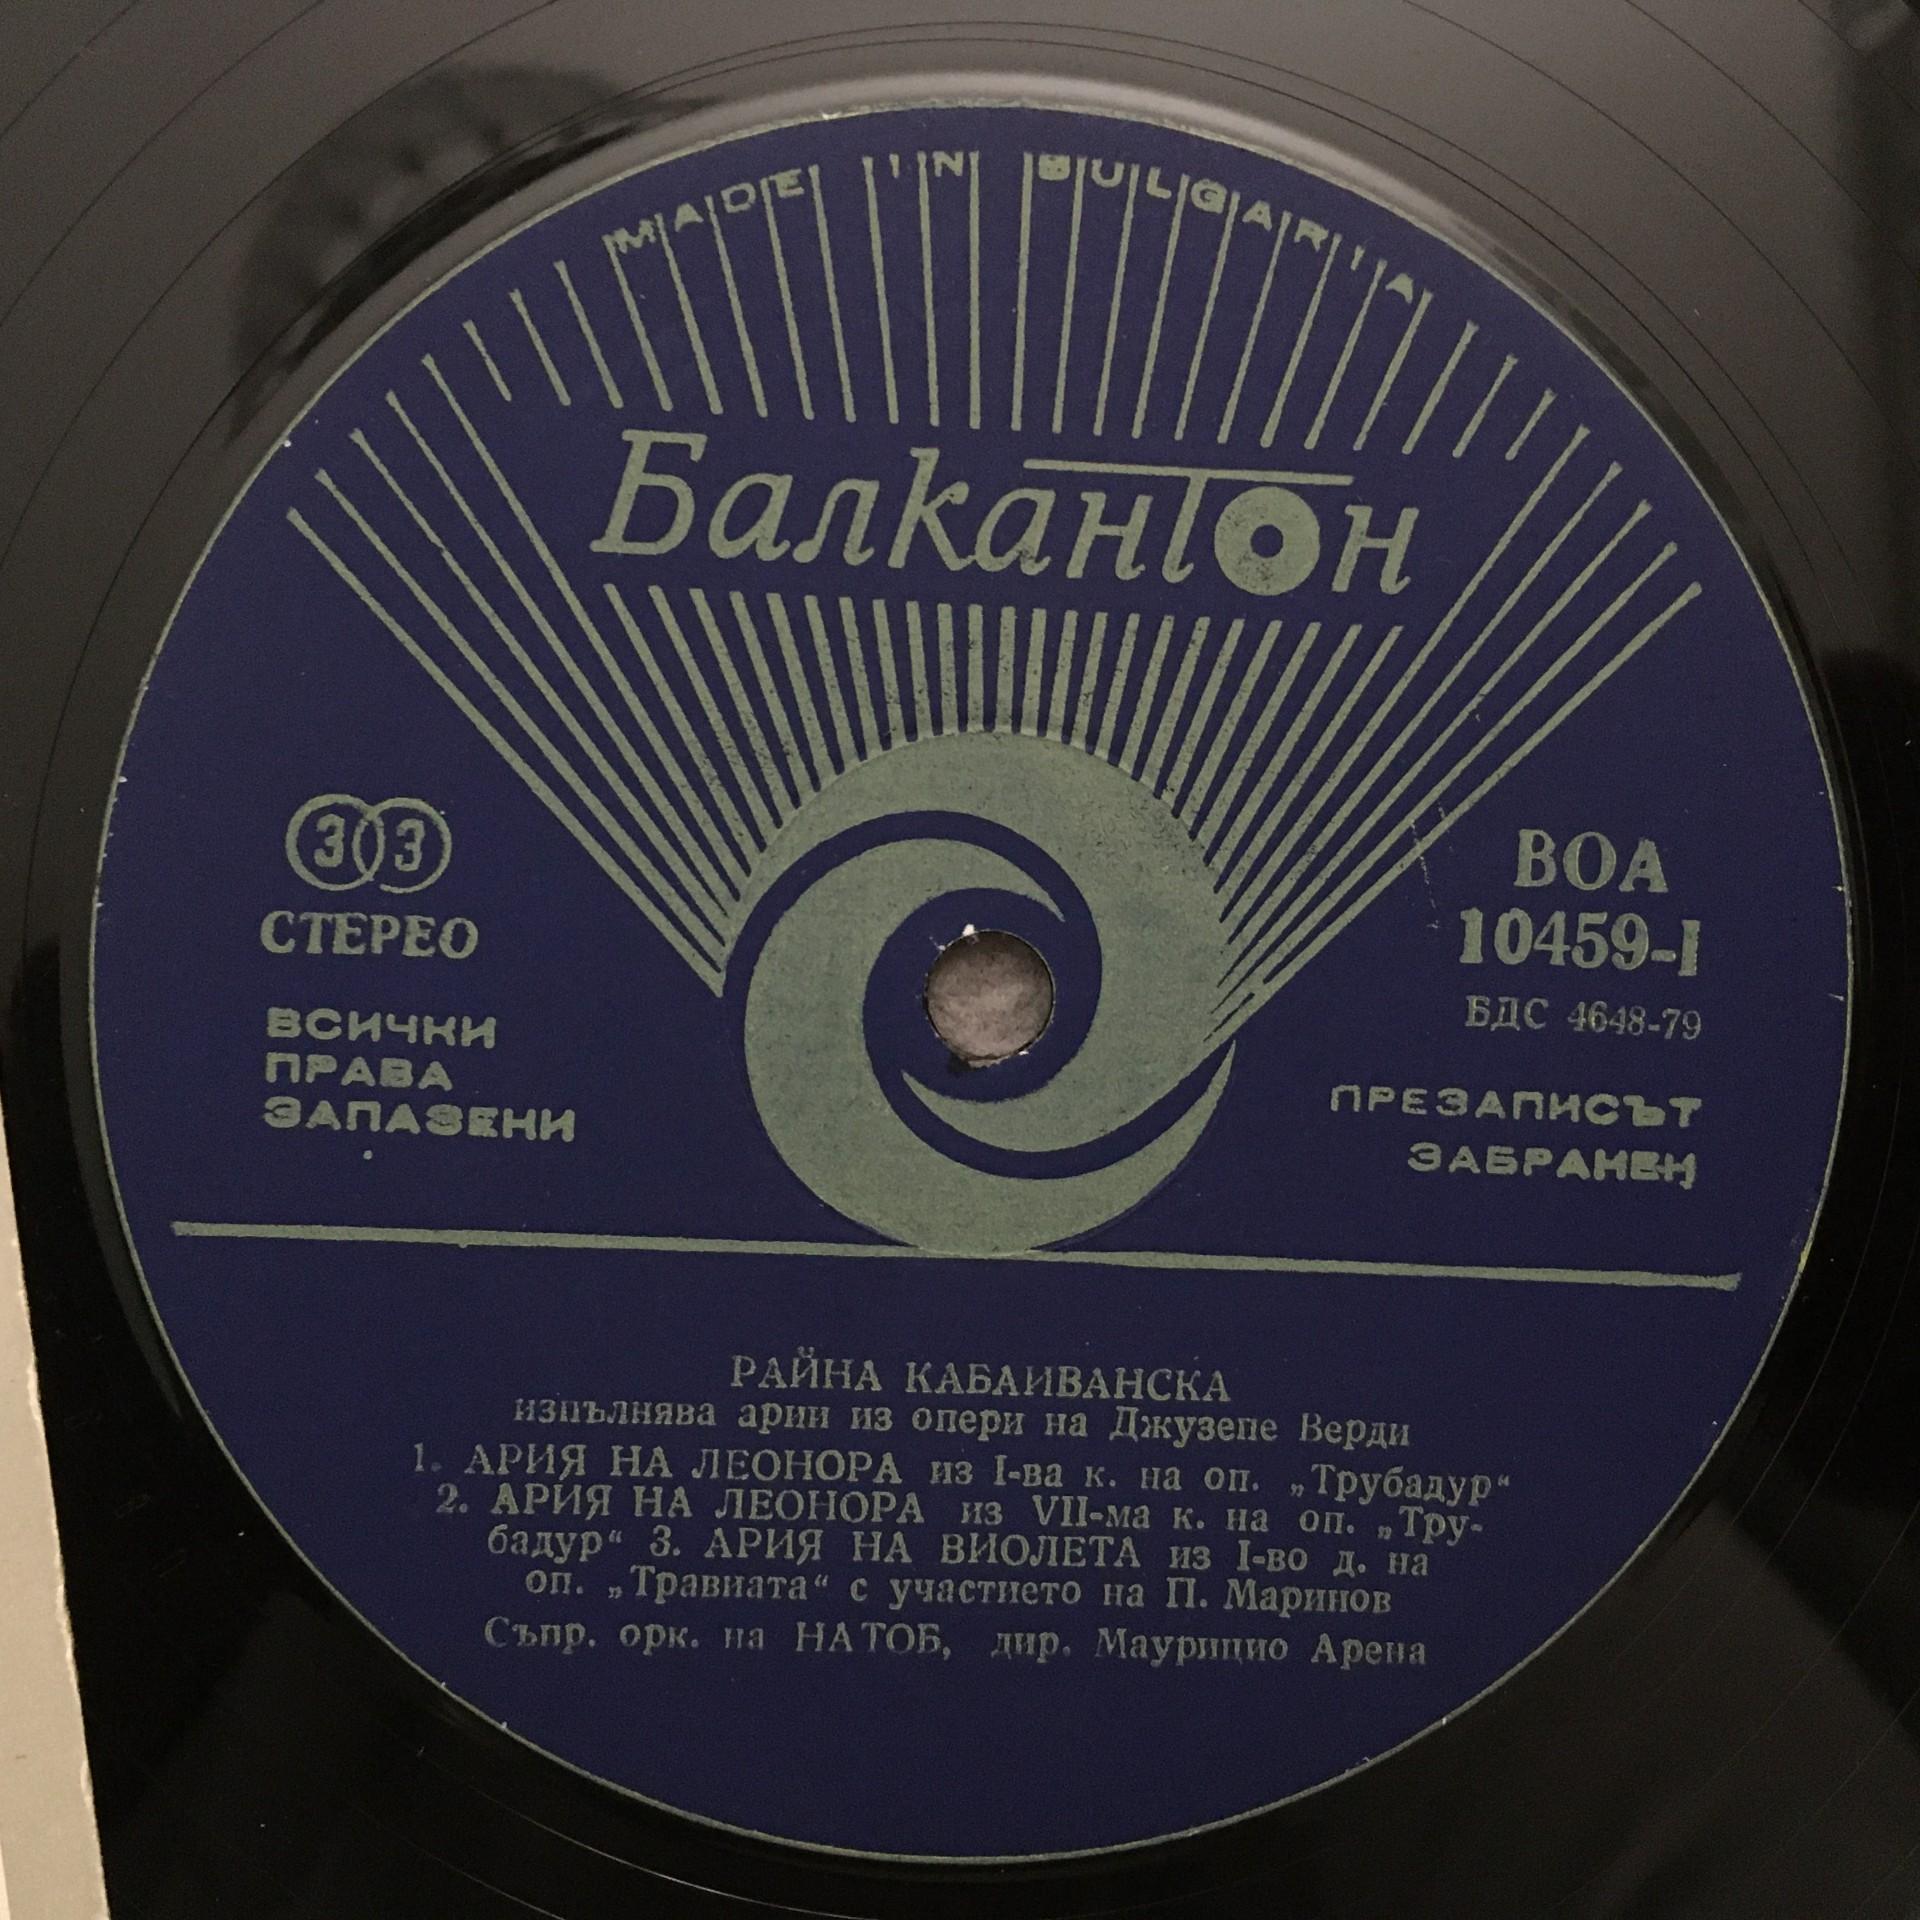 MADE IN BULGARIA
Балкантон
33
СТЕРЕО
ВСИЧКИ
ПРАВА
ЗАПАЗЕНИ
ВОА
10459-I
БДС 4648-79
ПРЕЗАПИСЪТ
ЗАБРАНЕН
РАЙНА КАБАИВАНСКА
изпълнява арии из опери на Джузепе Верди
1. АРИЯ НА ЛЕОНОРА из I-ва к. на оп. „Трубадур“
2. АРИЯ НА ЛЕОНОРА из VII-ма к. на оп. „Тру-
бадур“ 3. АРИЯ НА ВИОЛЕТА из I-во д. на
оп. „Травиата“ с участието на П. Маринов
Съпр. орк. на НАТОБ, дир. Маурицио Арена